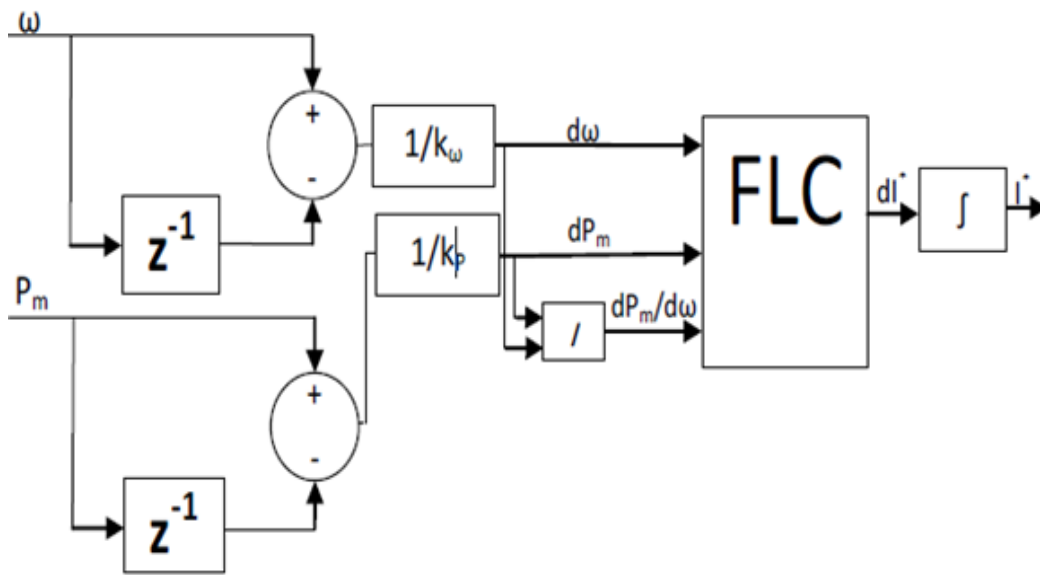 ω
+
-
1/kω
dω
z⁻¹
FLC
dI*
∫
I*
1/kP
dPm
dPm/dω
/
Pm
+
-
z⁻¹